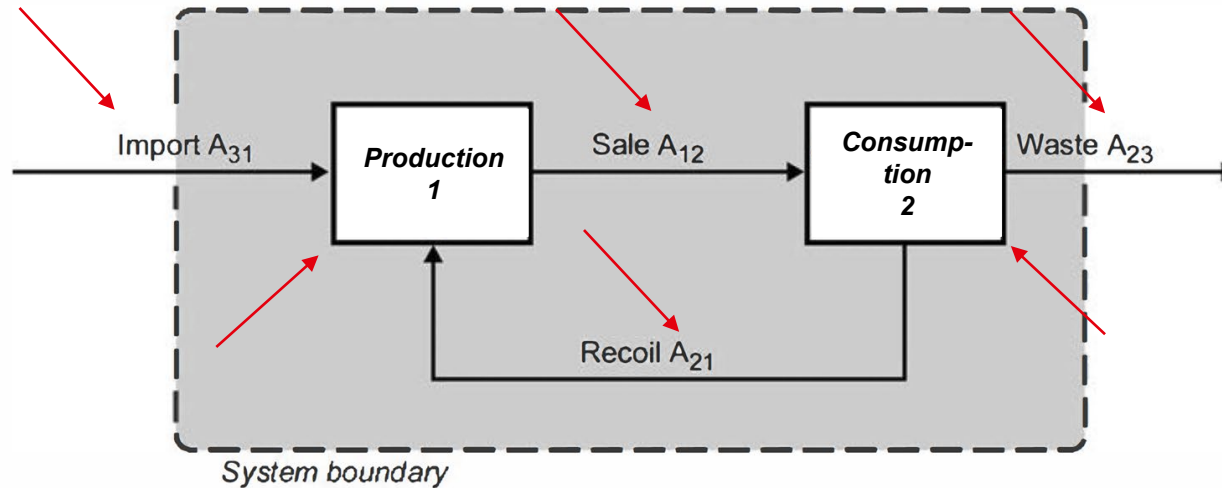 Import A₃₁
Production
1
Sale A₁₂
Consump-
tion
2
Waste A₂₃
Recoil A₂₁
System boundary